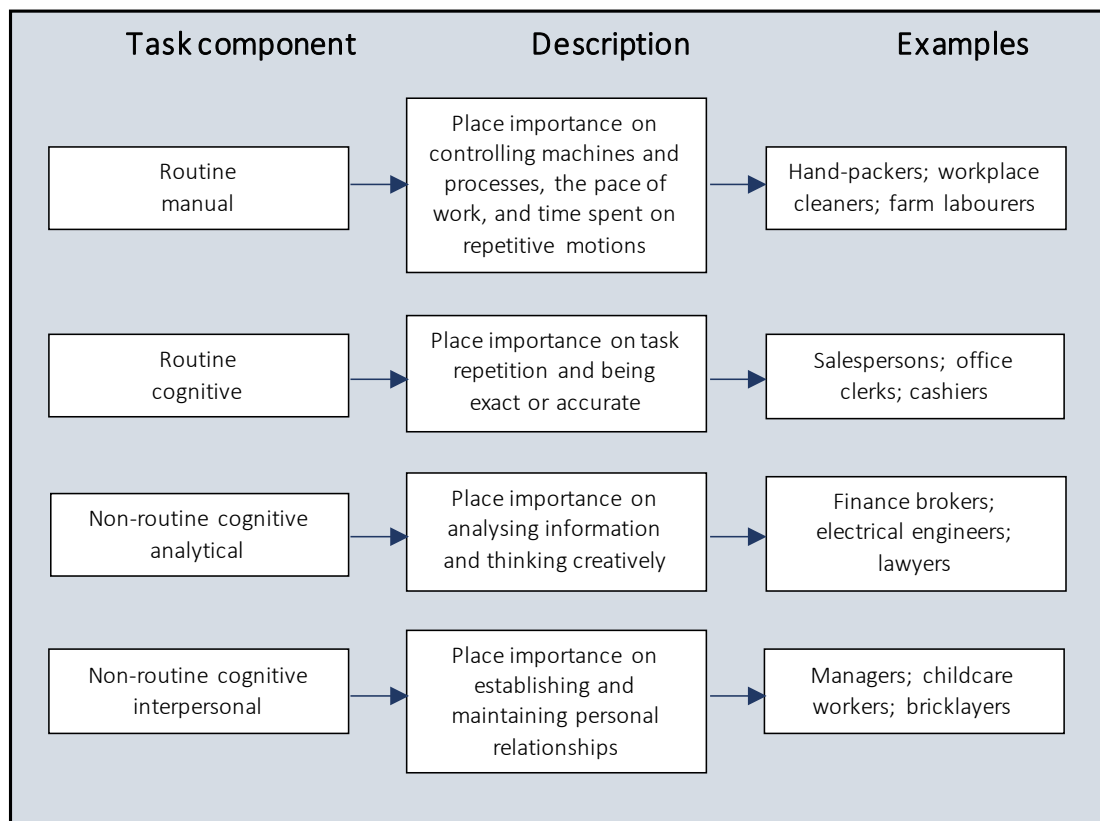 Task component
Description
Examples
Routine
manual
Place importance on
controlling machines and
processes, the pace of
work, and time spent on
repetitive motions
Hand-packers; workplace
cleaners; farm labourers
Routine
cognitive
Place importance on task
repetition and being
exact or accurate
Salespersons; office
clerks; cashiers
Non-routine cognitive
analytical
Place importance on
analysing information
and thinking creatively
Finance brokers;
electrical engineers;
lawyers
Non-routine cognitive
interpersonal
Place importance on
establishing and
maintaining personal
relationships
Managers; childcare
workers; bricklayers